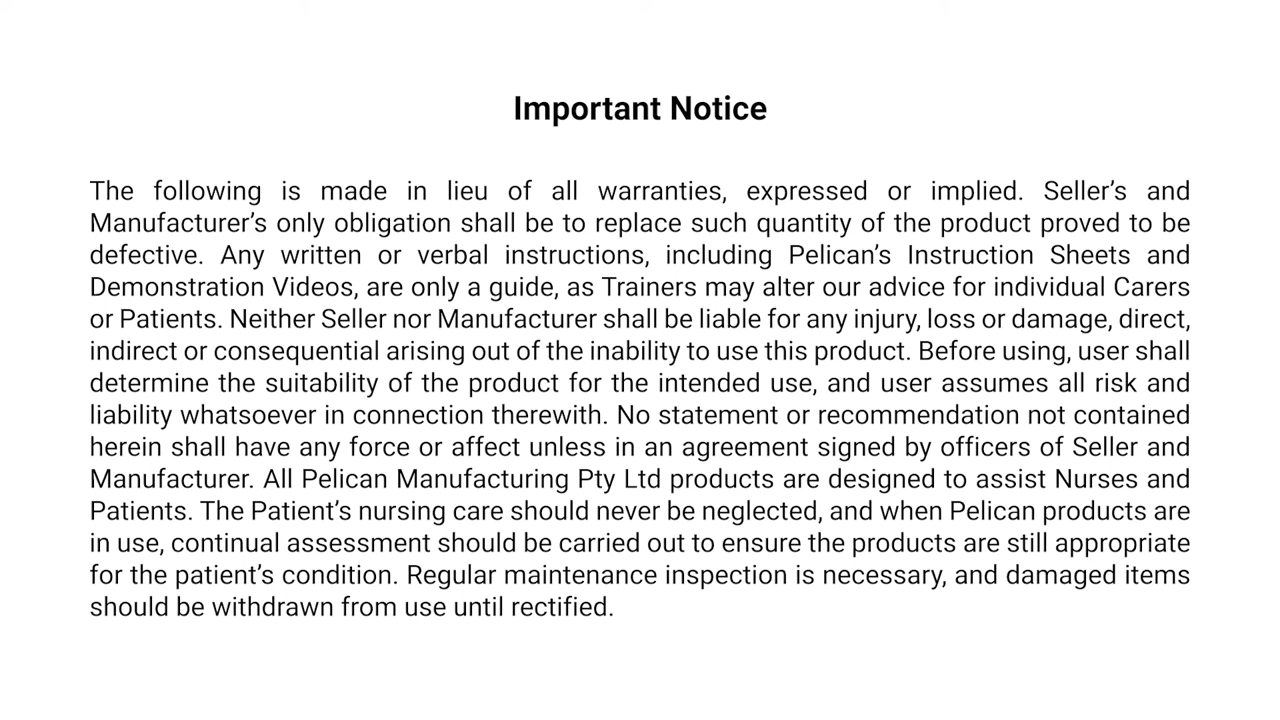 Important Notice
The following is made in lieu of all warranties, expressed or implied. Seller’s and
Manufacturer’s only obligation shall be to replace such quantity of the product proved to be
defective. Any written or verbal instructions, including Pelican’s Instruction Sheets and
Demonstration Videos, are only a guide, as Trainers may alter our advice for individual Carers
or Patients. Neither Seller nor Manufacturer shall be liable for any injury, loss or damage, direct,
indirect or consequential arising out of the inability to use this product. Before using, user shall
determine the suitability of the product for the intended use, and user assumes all risk and
liability whatsoever in connection therewith. No statement or recommendation not contained
herein shall have any force or affect unless in an agreement signed by officers of Seller and
Manufacturer. All Pelican Manufacturing Pty Ltd products are designed to assist Nurses and
Patients. The Patient’s nursing care should never be neglected, and when Pelican products are
in use, continual assessment should be carried out to ensure the products are still appropriate
for the patient’s condition. Regular maintenance inspection is necessary, and damaged items
should be withdrawn from use until rectified.